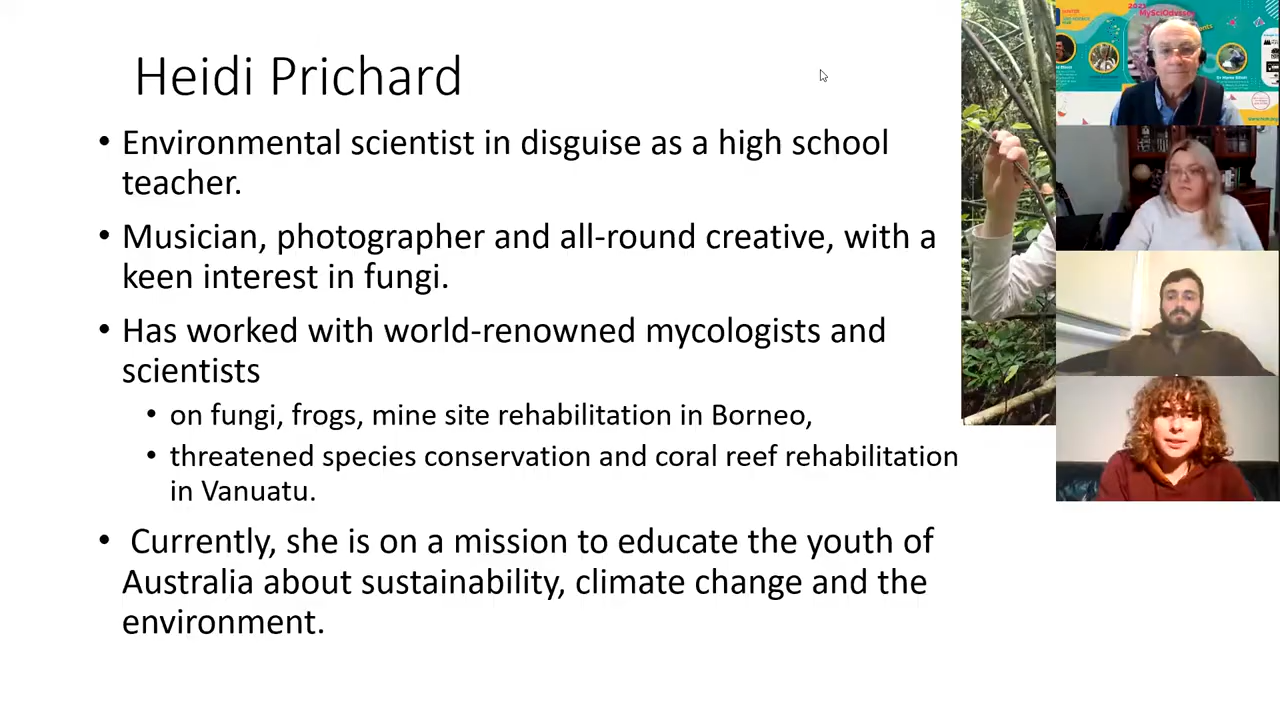 Heidi Prichard
• Environmental scientist in disguise as a high school
teacher.
• Musician, photographer and all-round creative, with a
keen interest in fungi.
• Has worked with world-renowned mycologists and
scientists
• on fungi, frogs, mine site rehabilitation in Borneo,
• threatened species conservation and coral reef rehabilitation
in Vanuatu.
• Currently, she is on a mission to educate the youth of
Australia about sustainability, climate change and the
environment.
MySciOdyssey